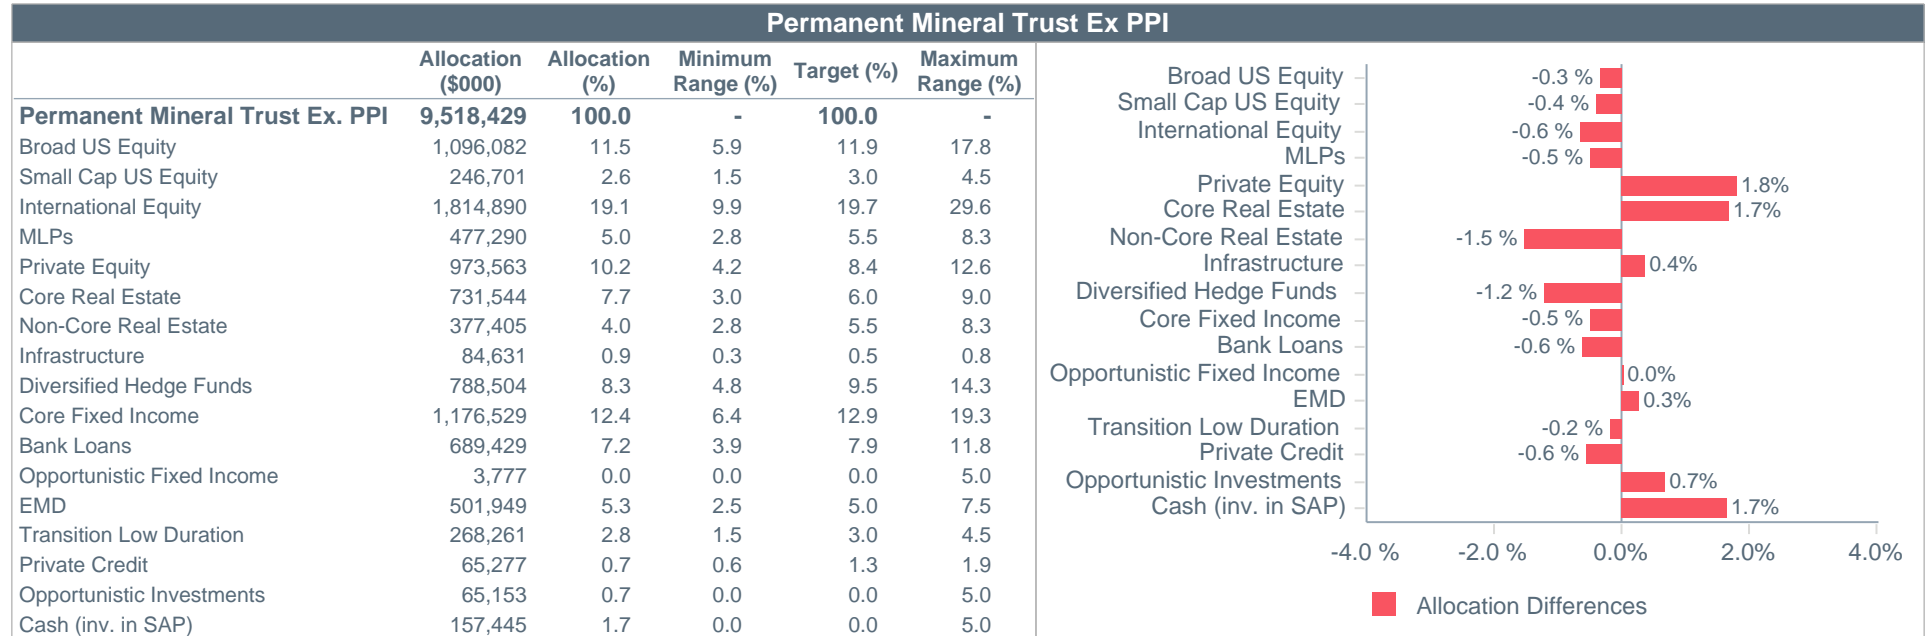 Permanent Mineral Trust Ex PPI
Allocation ($000) Allocation (%) Minimum Range (%) Target (%) Maximum Range (%)
Permanent Mineral Trust Ex. PPI 9,518,429 100.0 - 100.0 -
Broad US Equity 1,096,082 11.5 5.9 11.9 17.8
Small Cap US Equity 246,701 2.6 1.5 3.0 4.5
International Equity 1,814,890 19.1 9.9 19.7 29.6
MLPs 477,290 5.0 2.8 5.5 8.3
Private Equity 973,563 10.2 4.2 8.4 12.6
Core Real Estate 731,544 7.7 3.0 6.0 9.0
Non-Core Real Estate 377,405 4.0 2.8 5.5 8.3
Infrastructure 84,631 0.9 0.3 0.5 0.8
Diversified Hedge Funds 788,504 8.3 4.8 9.5 14.3
Core Fixed Income 1,176,529 12.4 6.4 12.9 19.3
Bank Loans 689,429 7.2 3.9 7.9 11.8
Opportunistic Fixed Income 3,777 0.0 0.0 0.0 5.0
EMD 501,949 5.3 2.5 5.0 7.5
Transition Low Duration 268,261 2.8 1.5 3.0 4.5
Private Credit 65,277 0.7 0.6 1.3 1.9
Opportunistic Investments 65,153 0.7 0.0 0.0 5.0
Cash (inv. in SAP) 157,445 1.7 0.0 0.0 5.0
Broad US Equity -0.3 %
Small Cap US Equity -0.4 %
International Equity -0.6 %
MLPs -0.5 %
Private Equity 1.8%
Core Real Estate 1.7%
Non-Core Real Estate -1.5 %
Infrastructure 0.4%
Diversified Hedge Funds -1.2 %
Core Fixed Income -0.5 %
Bank Loans -0.6 %
Opportunistic Fixed Income 0.0%
EMD 0.3%
Transition Low Duration -0.2 %
Private Credit -0.6 %
Opportunistic Investments 0.7%
Cash (inv. in SAP) 1.7%
-4.0 % -2.0 % 0.0% 2.0% 4.0%
Allocation Differences